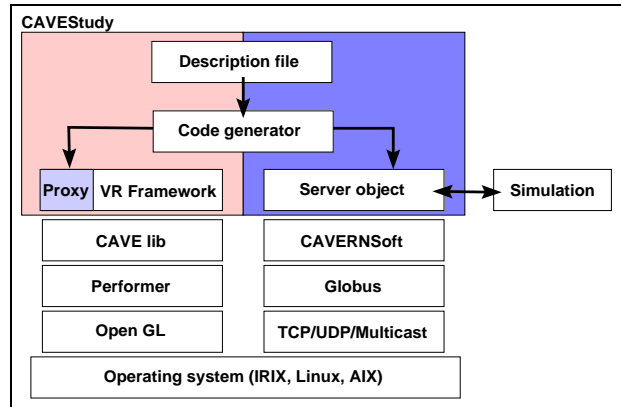 CAVEStudy
Description file
Code generator
Proxy VR Framework
Server object
Simulation
CAVE lib
CAVERNSoft
Performer
Globus
Open GL
TCP/UDP/Multicast
Operating system (IRIX, Linux, AIX)